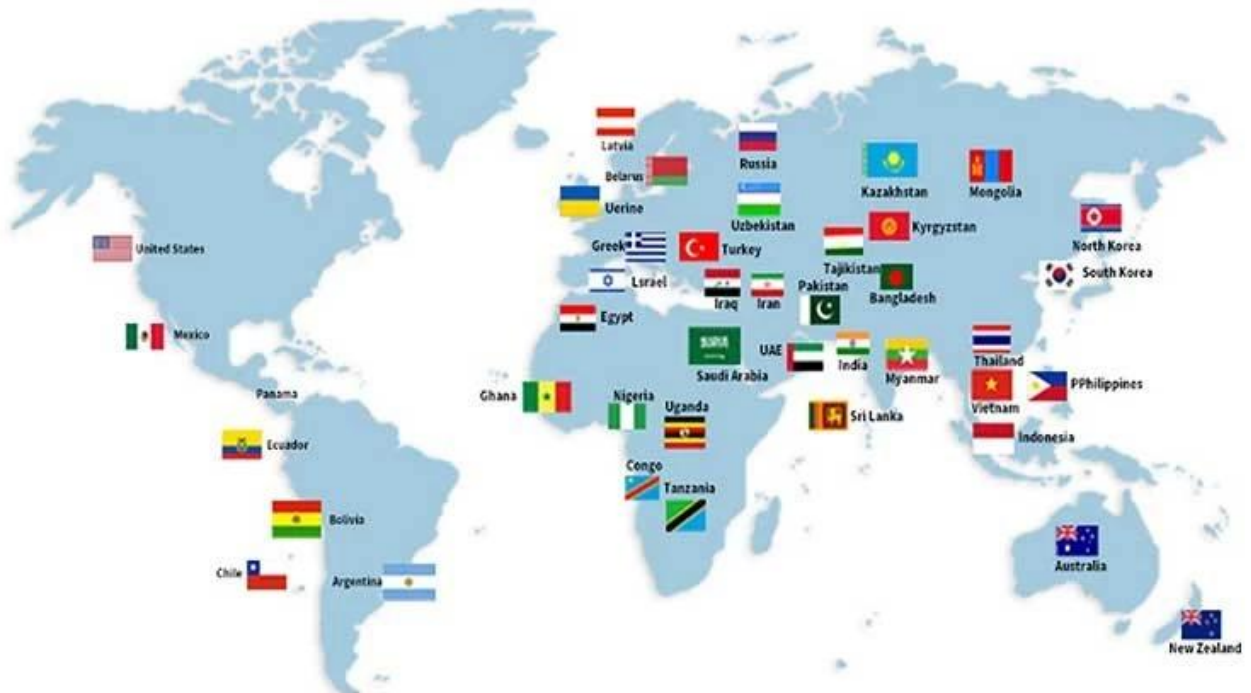 Latvia
Russia
Belarus
Kazakhstan
Mongolia
Uerine
Uzbekistan
Kyrgyzstan
North Korea
United States
Greek
Turkey
Tajikistan
South Korea
Lsrael
Iraq
Iran
Pakistan
Bangladesh
Egypt
Mexico
UAE
India
Thailand
Saudi Arabia
Myanmar
PPhilippines
Panama
Ghana
Nigeria
Uganda
Vietnam
Sri Lanka
Ecuador
Indonesia
Congo
Tanzania
Bolivia
Australia
Chile
Argentina
New Zealand